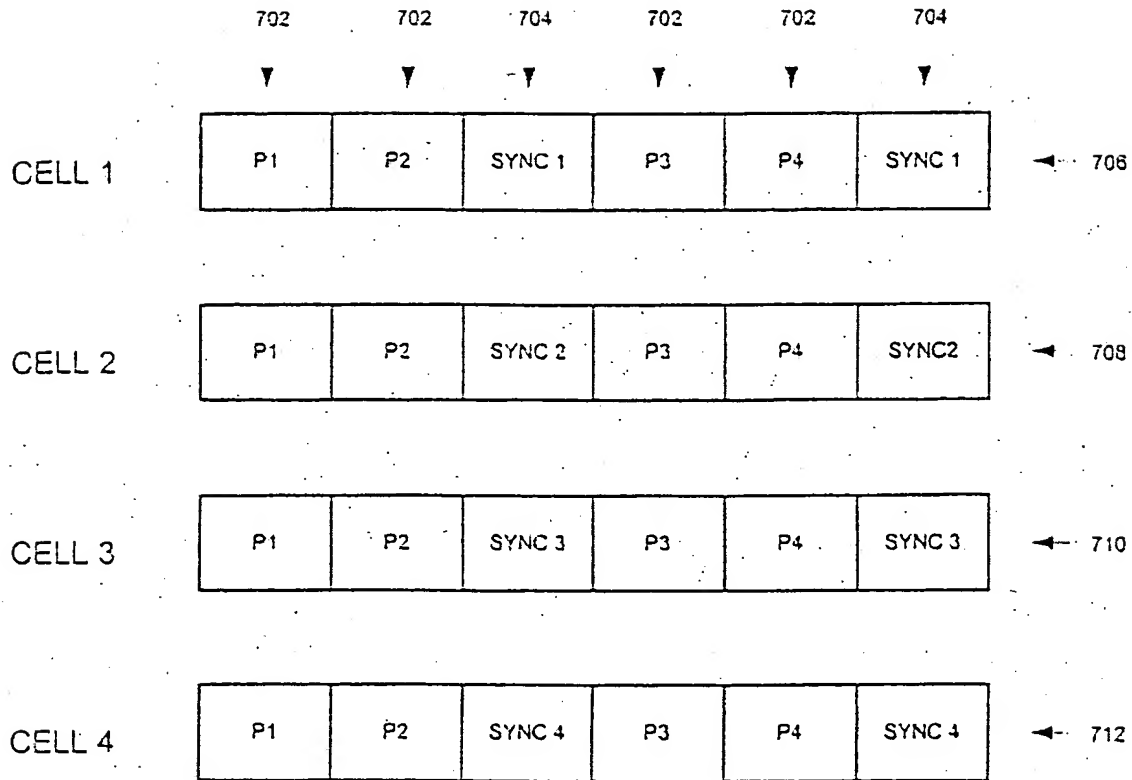 702 702 704 702 702 704
CELL 1 P1 P2 SYNC 1 P3 P4 SYNC 1 706
CELL 2 P1 P2 SYNC 2 P3 P4 SYNC2 708
CELL 3 P1 P2 SYNC 3 P3 P4 SYNC 3 710
CELL 4 P1 P2 SYNC 4 P3 P4 SYNC 4 712